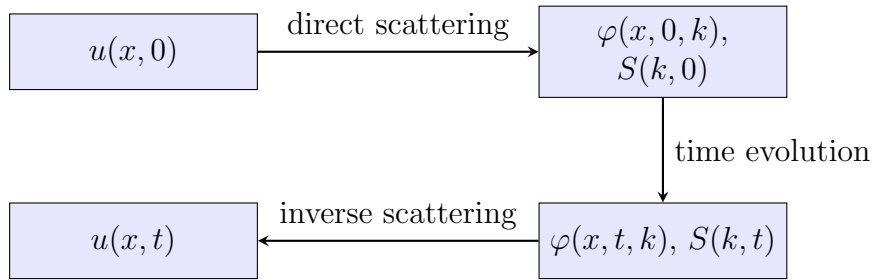 u(x, 0)
direct scattering
φ(x, 0, k),
S(k, 0)
time evolution
u(x, t)
inverse scattering
φ(x, t, k), S(k, t)